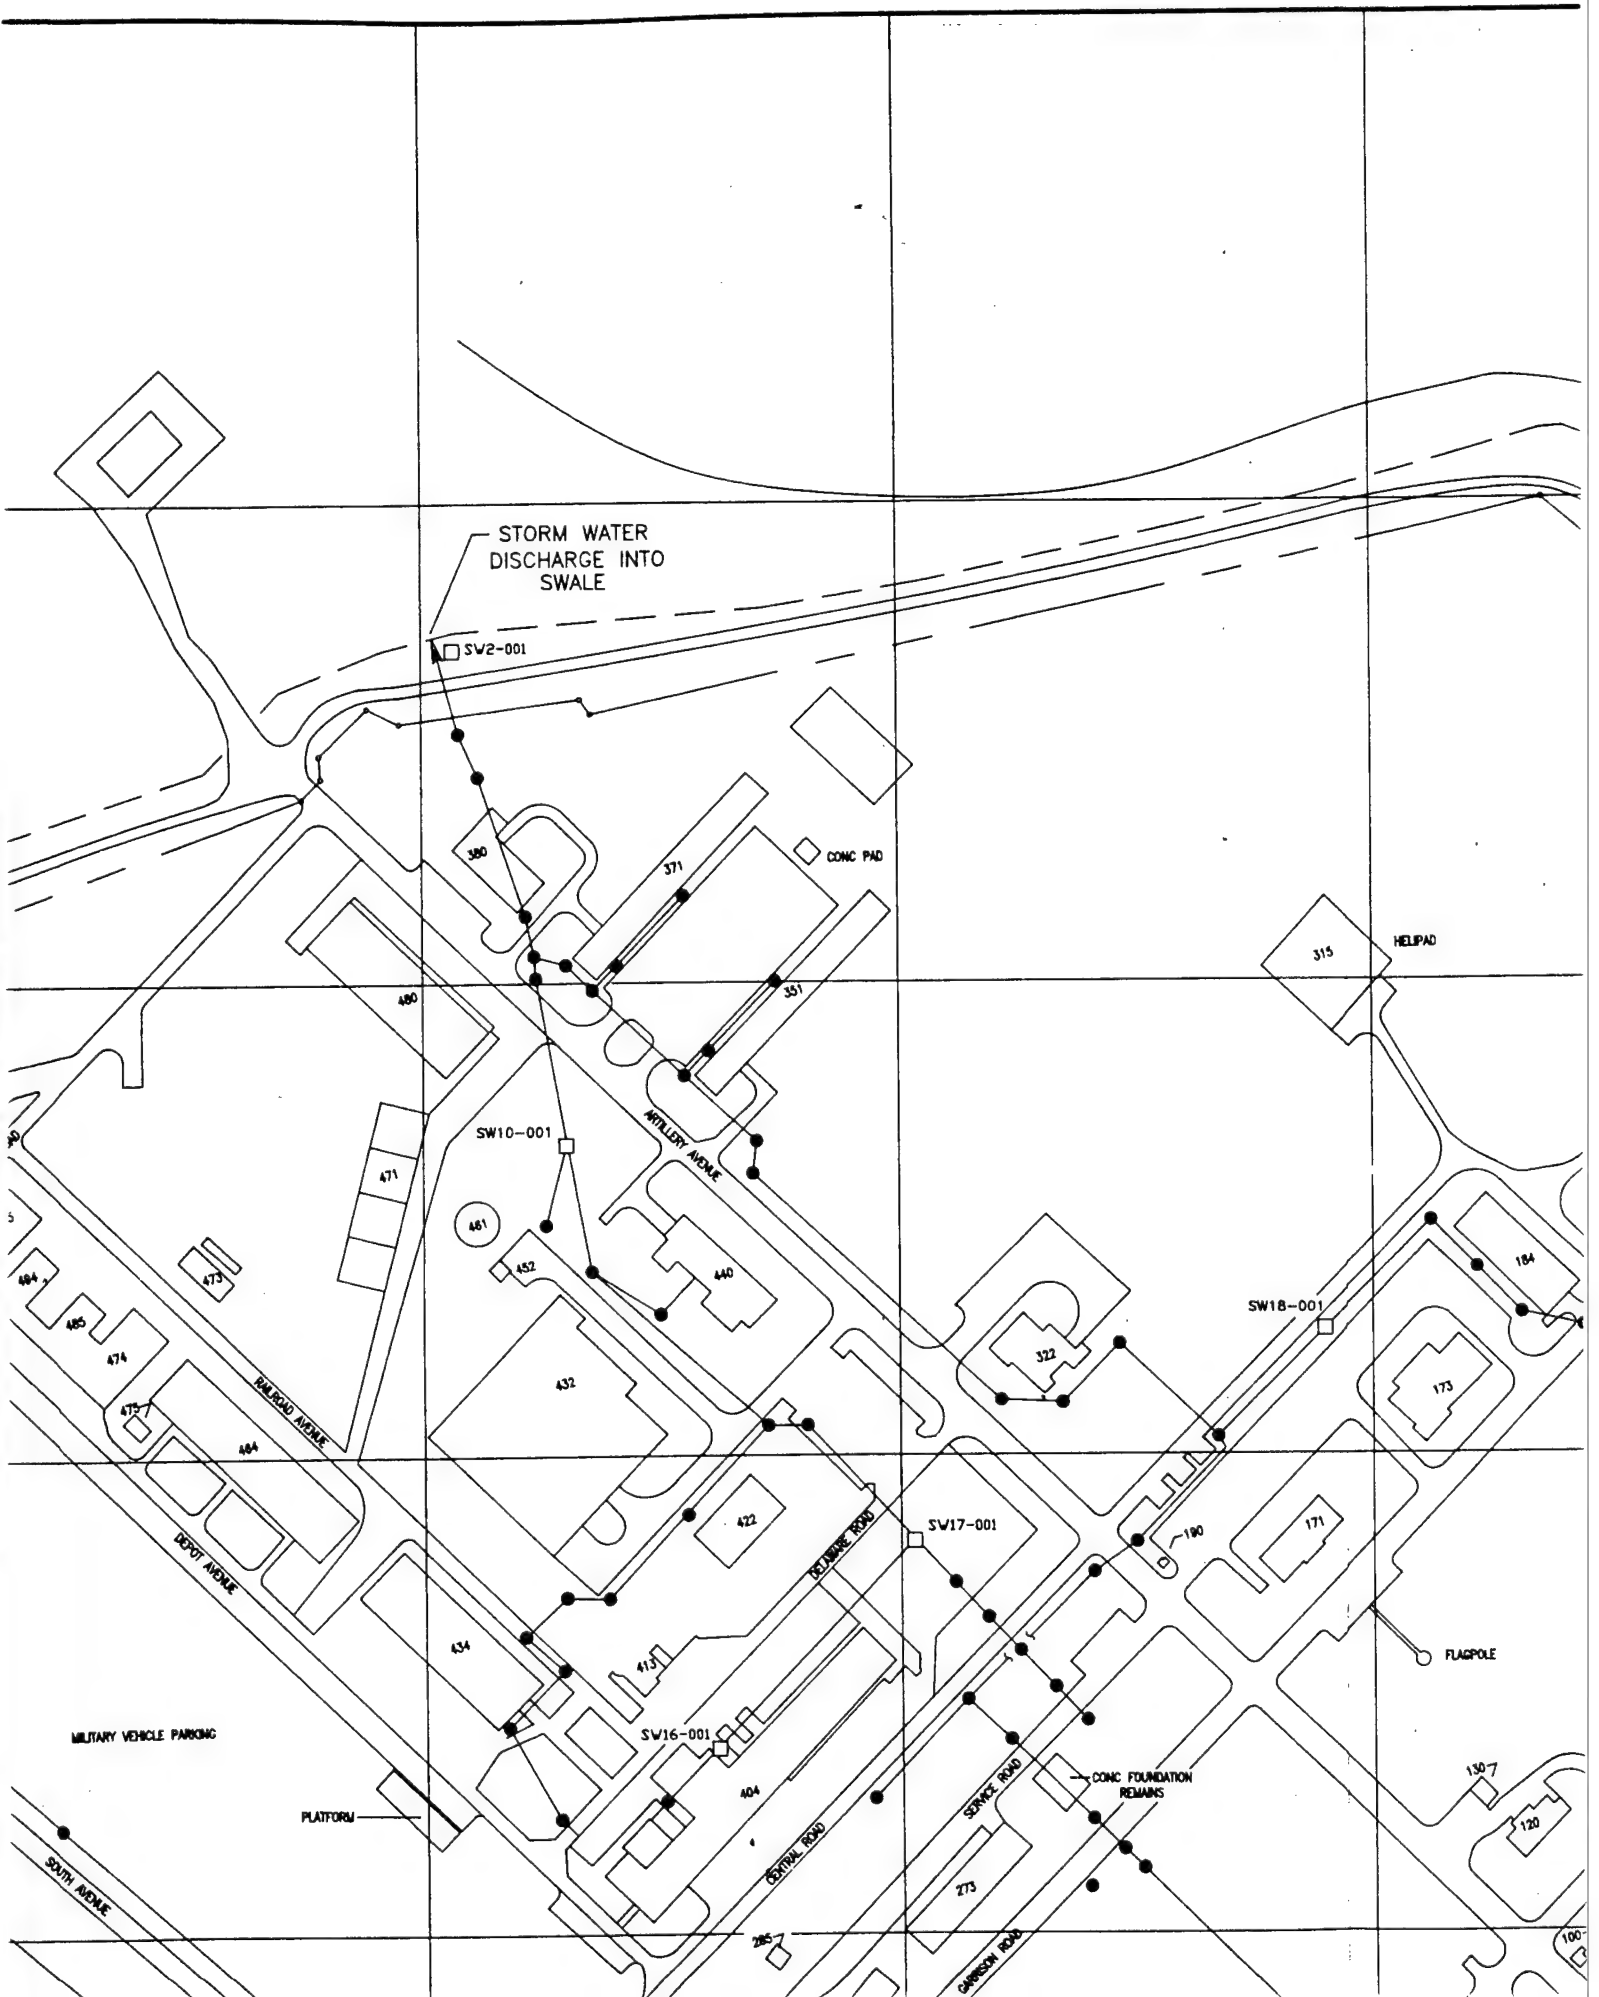 STORM WATER
DISCHARGE INTO
SWALE
SW2-001
380
371
CONC PAD
315
HELIPAD
480
351
SW10-001
ARTILLERY AVENUE
471
461
452
440
473
484
485
474
475
464
RAILROAD AVENUE
432
322
SW18-001
184
173
DEPOT AVENUE
422
DELAWARE ROAD
SW17-001
190
171
434
413
FLAGPOLE
MILITARY VEHICLE PARKING
SW16-001
404
CONC FOUNDATION
REMAINS
SERVICE ROAD
PLATFORM
CENTRAL ROAD
130
120
SOUTH AVENUE
273
285
GARRISON ROAD
100